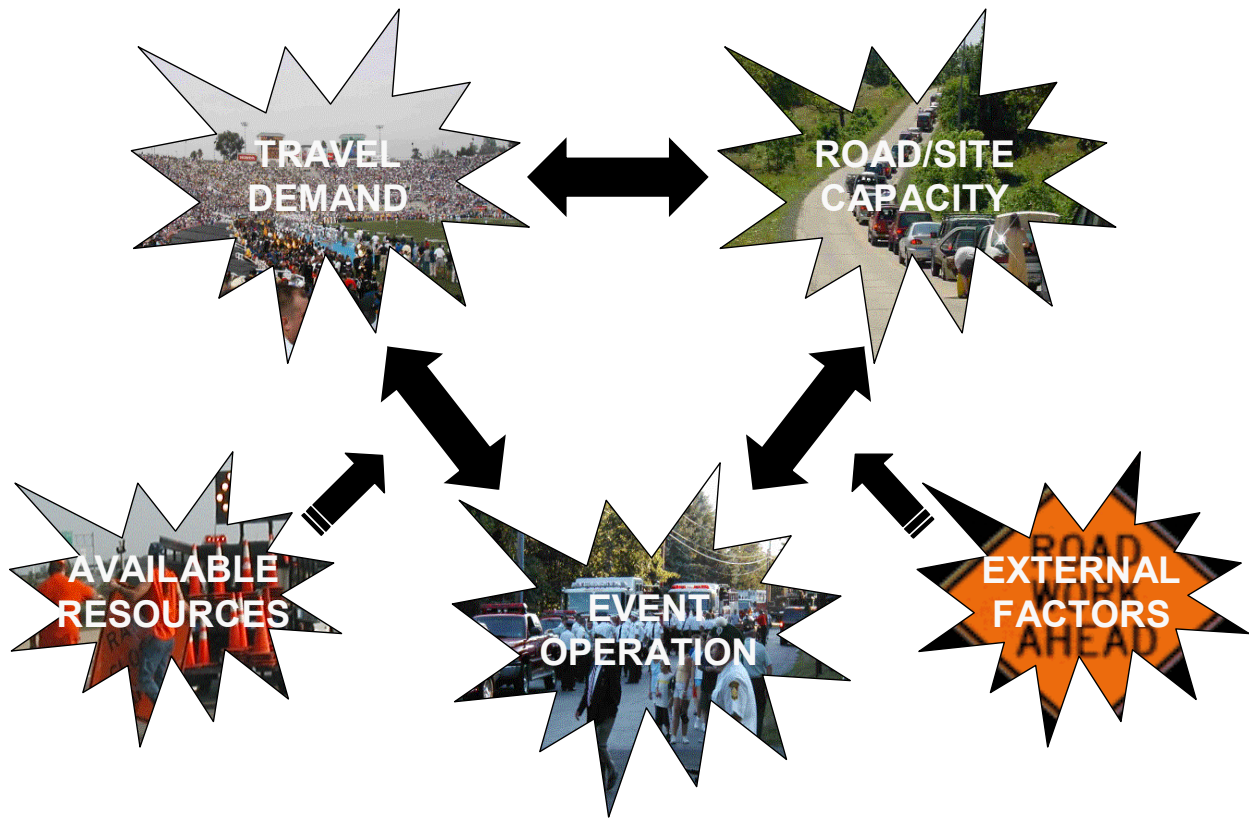 TRAVEL
DEMAND
ROAD/SITE
CAPACITY
AVAILABLE
RESOURCES
EVENT
OPERATION
EXTERNAL
FACTORS
ROAD
WORK
AHEAD